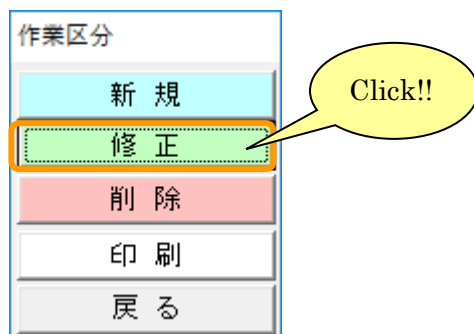 作業区分
新 規
Click!!
修 正
削 除
印 刷
戻 る